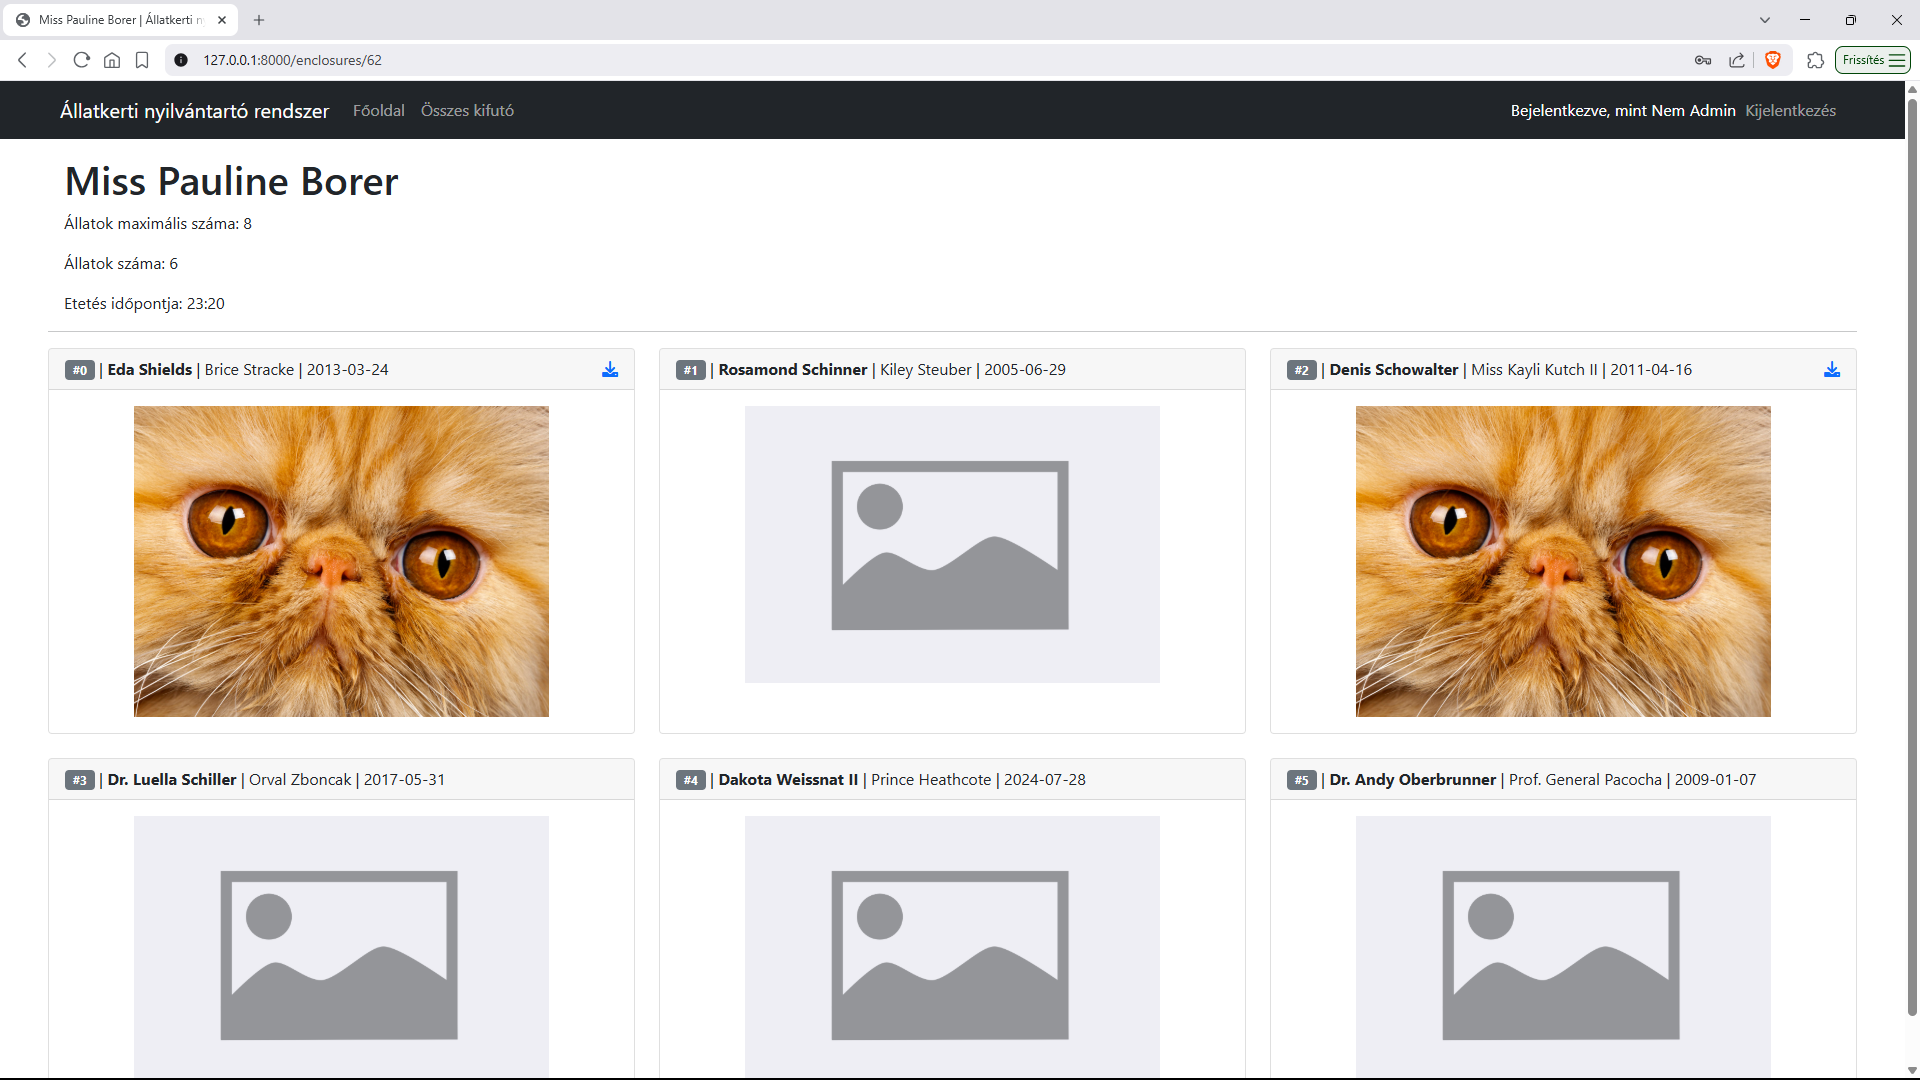 Miss Pauline Borer | Állatkerti n
127.0.0.1:8000/enclosures/62
Frissítés
Állatkerti nyilvántartó rendszer Főoldal Összes kifutó Bejelentkezve, mint Nem Admin Kijelentkezés
Miss Pauline Borer
Állatok maximális száma: 8
Állatok száma: 6
Etetés időpontja: 23:20
#0 | Eda Shields | Brice Stracke | 2013-03-24
#1 | Rosamond Schinner | Kiley Steuber | 2005-06-29
#2 | Denis Schowalter | Miss Kayli Kutch II | 2011-04-16
#3 | Dr. Luella Schiller | Orval Zboncak | 2017-05-31
#4 | Dakota Weissnat II | Prince Heathcote | 2024-07-28
#5 | Dr. Andy Oberbrunner | Prof. General Pacocha | 2009-01-07